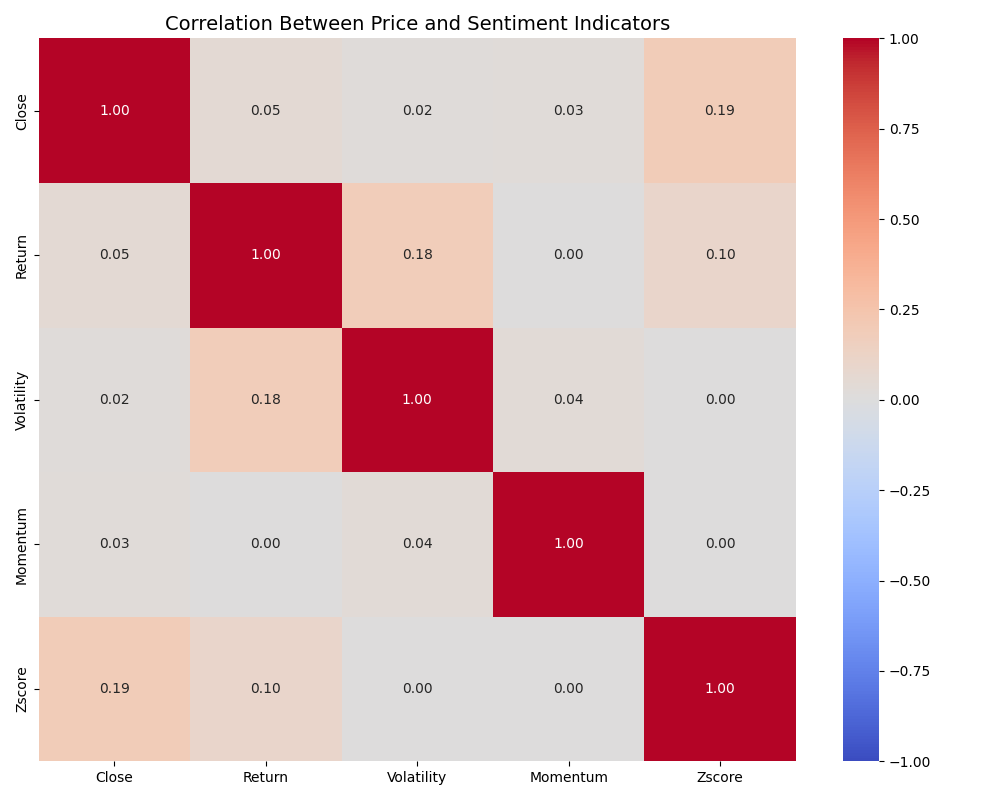 Correlation Between Price and Sentiment Indicators
Close 1.00 0.05 0.02 0.03 0.19
Return 0.05 1.00 0.18 0.00 0.10
Volatility 0.02 0.18 1.00 0.04 0.00
Momentum 0.03 0.00 0.04 1.00 0.00
Zscore 0.19 0.10 0.00 0.00 1.00
Close Return Volatility Momentum Zscore
1.00
0.75
0.50
0.25
0.00
−0.25
−0.50
−0.75
−1.00